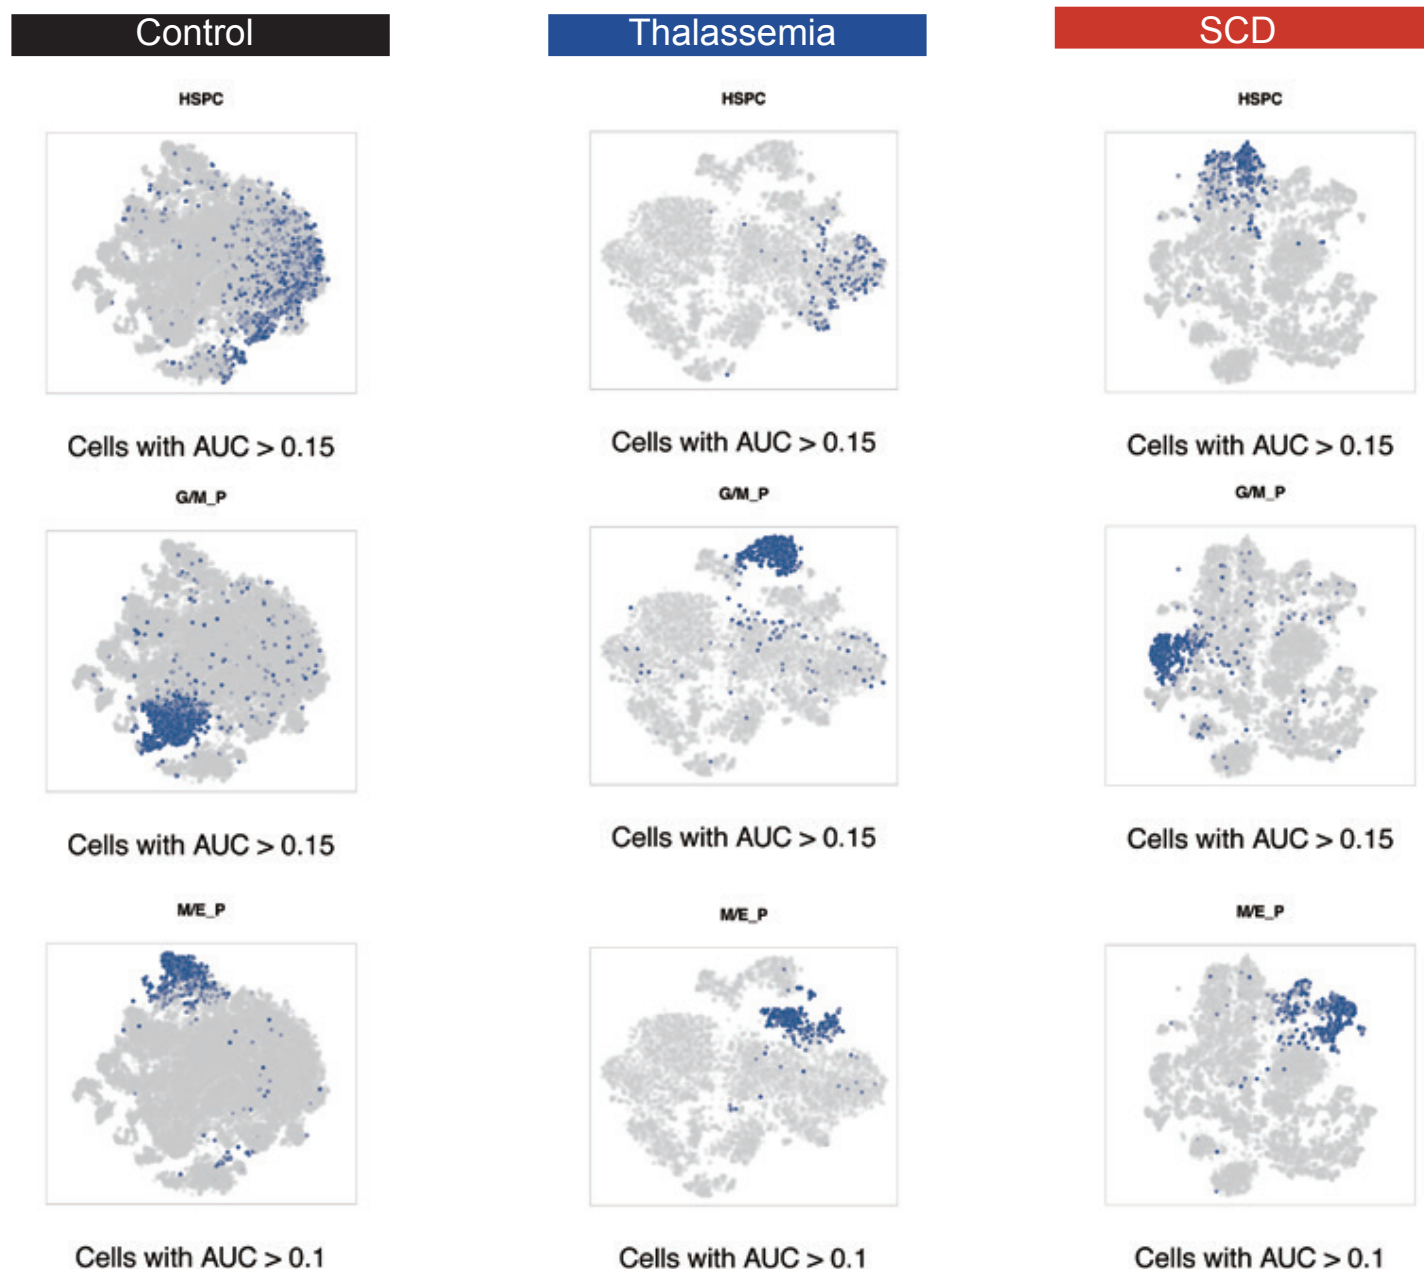 Control Thalassemia SCD
HSPC HSPC HSPC
Cells with AUC > 0.15 Cells with AUC > 0.15 Cells with AUC > 0.15
G/M_P G/M_P G/M_P
Cells with AUC > 0.15 Cells with AUC > 0.15 Cells with AUC > 0.15
M/E_P M/E_P M/E_P
Cells with AUC > 0.1 Cells with AUC > 0.1 Cells with AUC > 0.1